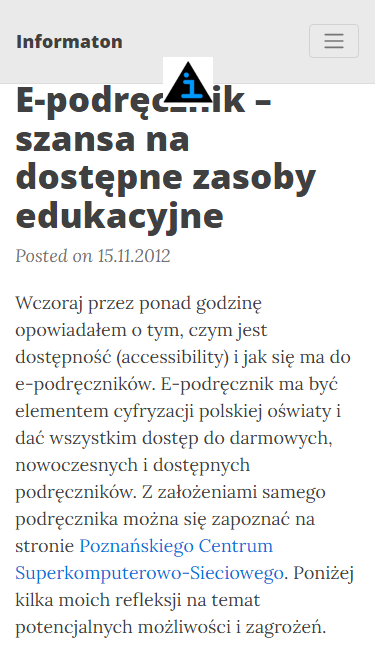 Informaton
E-podręcznik –
szansa na
dostępne zasoby
edukacyjne
Posted on 15.11.2012
Wczoraj przez ponad godzinę
opowiadałem o tym, czym jest
dostępność (accessibility) i jak się ma do
e-podręczników. E-podręcznik ma być
elementem cyfryzacji polskiej oświaty i
dać wszystkim dostęp do darmowych,
nowoczesnych i dostępnych
podręczników. Z założeniami samego
podręcznika można się zapoznać na
stronie Poznańskiego Centrum
Superkomputerowo-Sieciowego. Poniżej
kilka moich refleksji na temat
potencjalnych możliwości i zagrożeń.